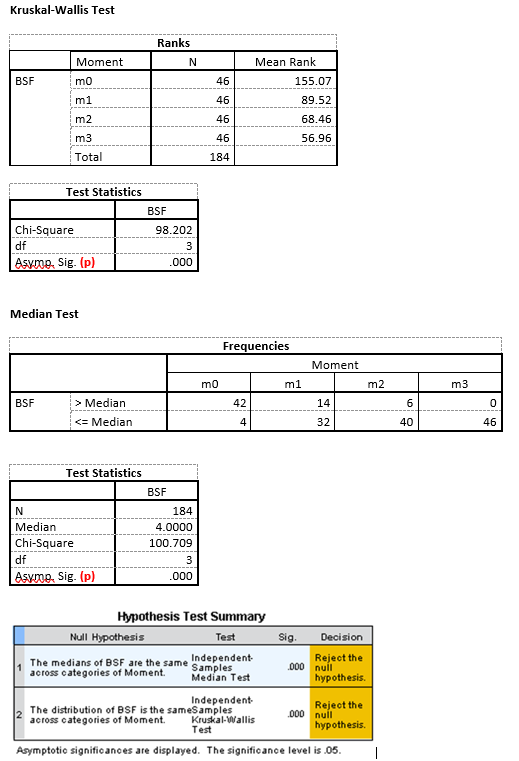 Kruskal-Wallis Test
Ranks
Moment N Mean Rank
BSF m0 46 155.07
m1 46 89.52
m2 46 68.46
m3 46 56.96
Total 184
Test Statistics
BSF
Chi-Square 98.202
df 3
Asymp. Sig. (p) .000
Median Test
Frequencies
Moment
m0 m1 m2 m3
BSF > Median 42 14 6 0
<= Median 4 32 40 46
Test Statistics
BSF
N 184
Median 4.0000
Chi-Square 100.709
df 3
Asymp. Sig. (p) .000
Hypothesis Test Summary
Null Hypothesis Test Sig. Decision
1 The medians of BSF are the same across categories of Moment. Independent-Samples Median Test .000 Reject the null hypothesis.
2 The distribution of BSF is the same across categories of Moment. Independent-Samples Kruskal-Wallis Test .000 Reject the null hypothesis.
Asymptotic significances are displayed. The significance level is .05.